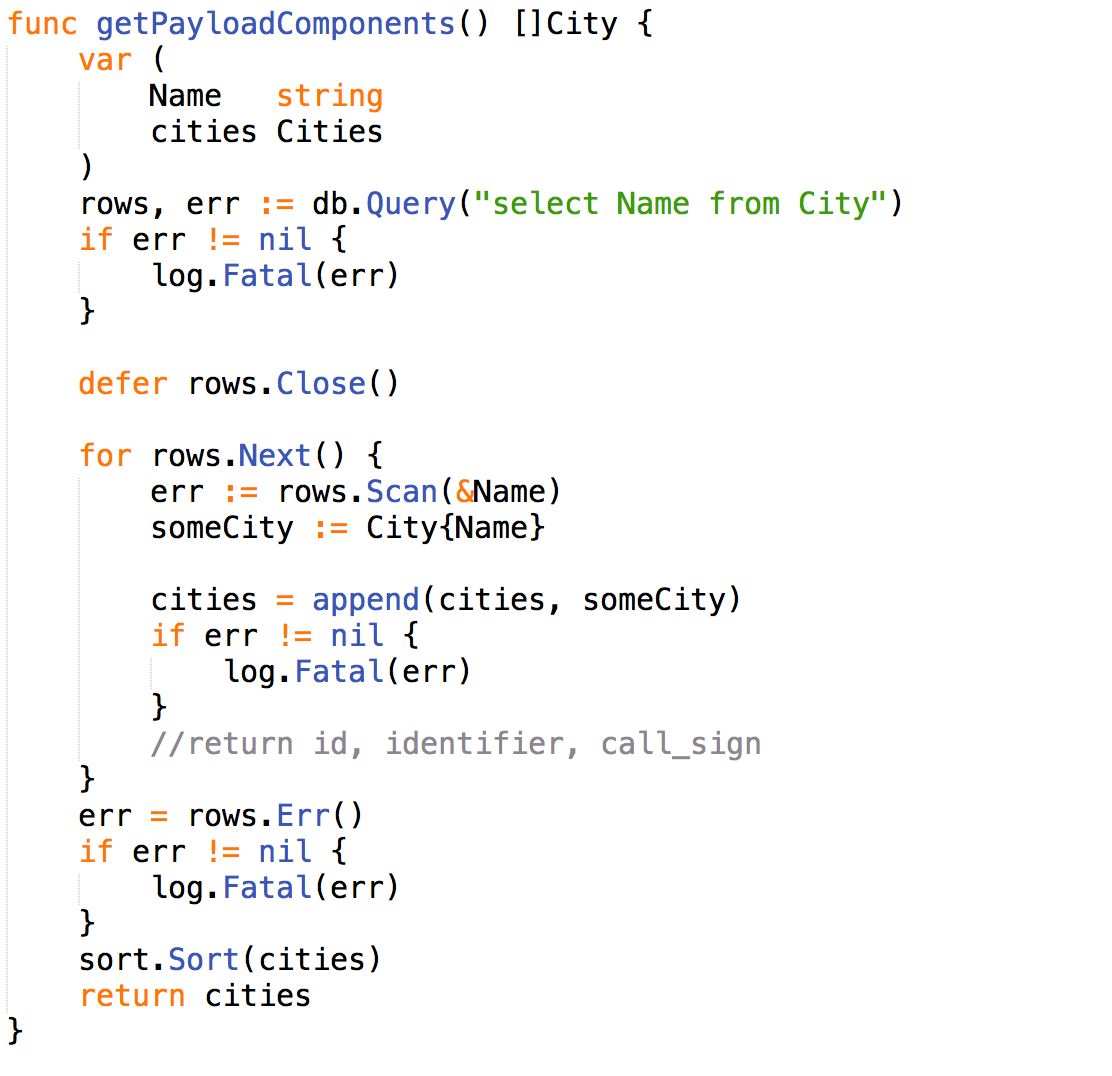 func getPayloadComponents() []City {
    var (
        Name   string
        cities Cities
    )
    rows, err := db.Query("select Name from City")
    if err != nil {
        log.Fatal(err)
    }

    defer rows.Close()

    for rows.Next() {
        err := rows.Scan(&Name)
        someCity := City{Name}

        cities = append(cities, someCity)
        if err != nil {
            log.Fatal(err)
        }
        //return id, identifier, call_sign
    }
    err = rows.Err()
    if err != nil {
        log.Fatal(err)
    }
    sort.Sort(cities)
    return cities
}